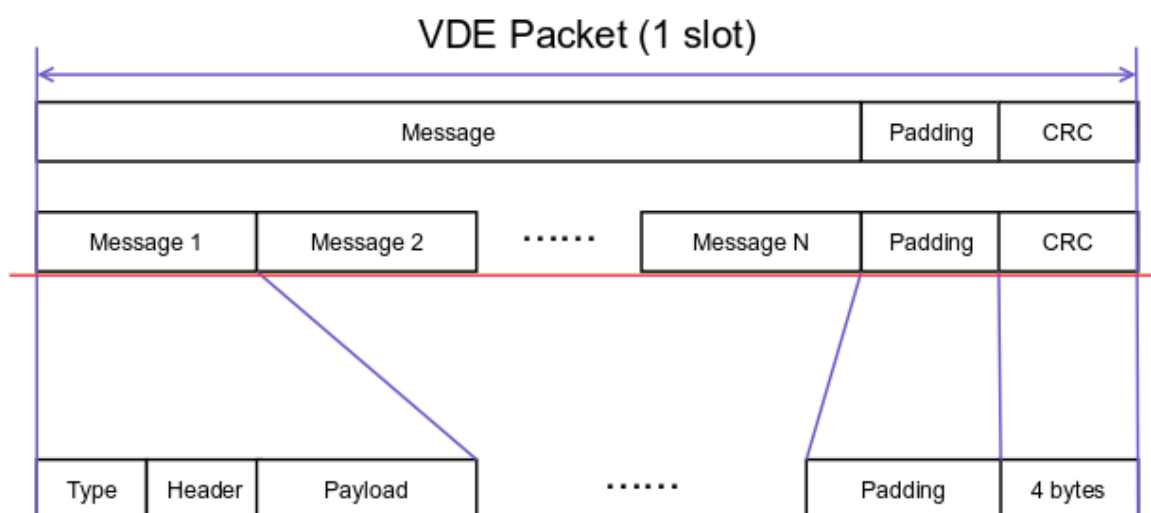 VDE Packet (1 slot)
Message Padding CRC
Message 1 Message 2 ...... Message N Padding CRC
Type Header Payload ...... Padding 4 bytes